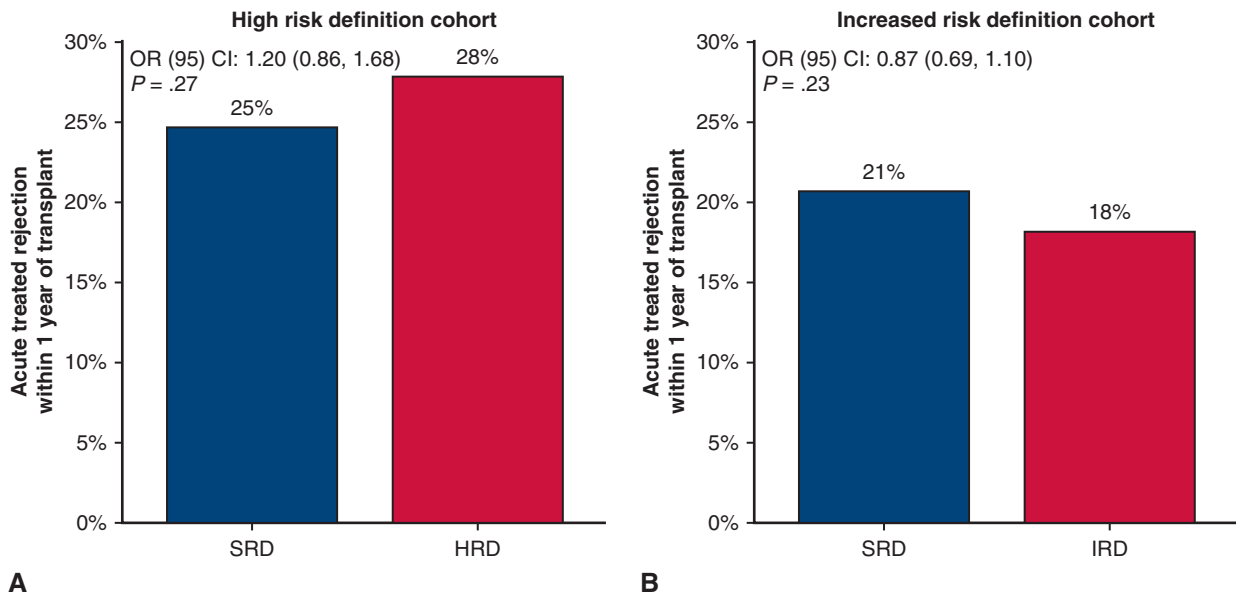 High risk definition cohort
OR (95) CI: 1.20 (0.86, 1.68)
P = .27
30%
25%
20%
15%
10%
5%
0%
Acute treated rejection
within 1 year of transplant
25%
28%
SRD
HRD
A
Increased risk definition cohort
OR (95) CI: 0.87 (0.69, 1.10)
P = .23
30%
25%
20%
15%
10%
5%
0%
Acute treated rejection
within 1 year of transplant
21%
18%
SRD
IRD
B